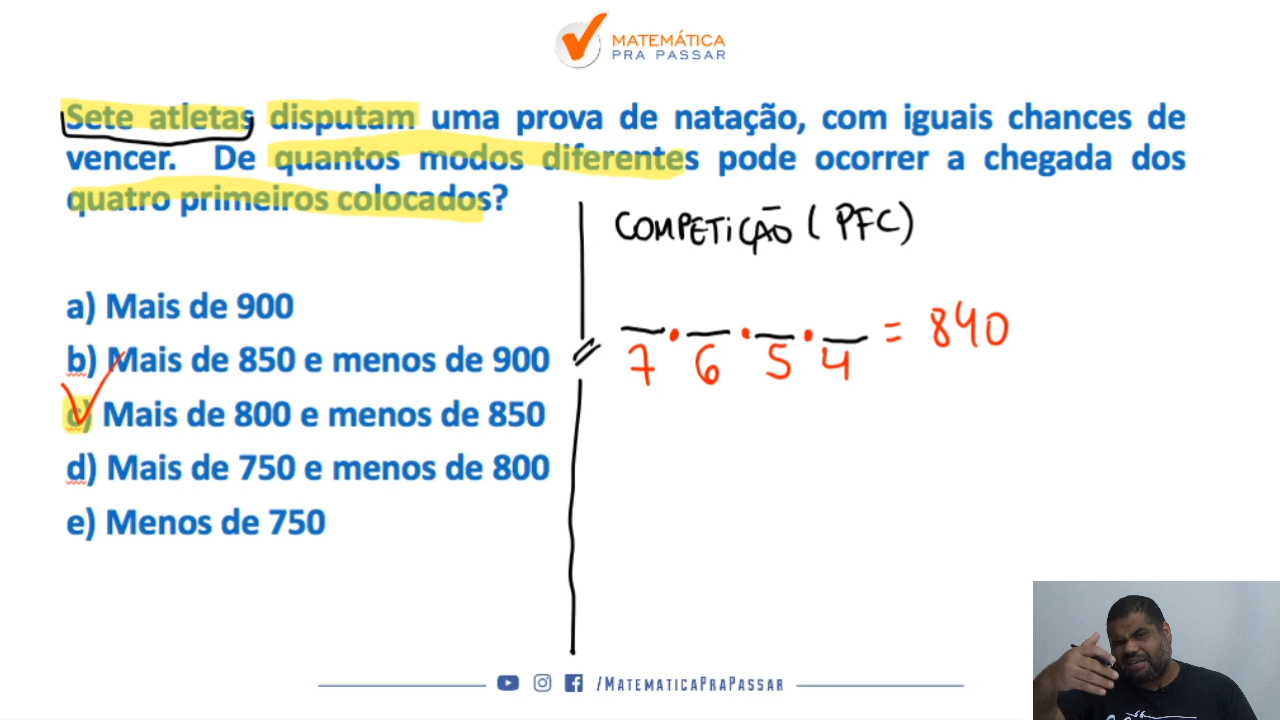 MATEMÁTICA
PRA PASSAR
Sete atletas disputam uma prova de natação, com iguais chances de
vencer. De quantos modos diferentes pode ocorrer a chegada dos
quatro primeiros colocados?
COMPETIÇÃO (PFC)
a) Mais de 900
b) Mais de 850 e menos de 900
c) Mais de 800 e menos de 850
d) Mais de 750 e menos de 800
e) Menos de 750
7 . 6 . 5 . 4 = 840
/MATEMATICAPRAPASSAR